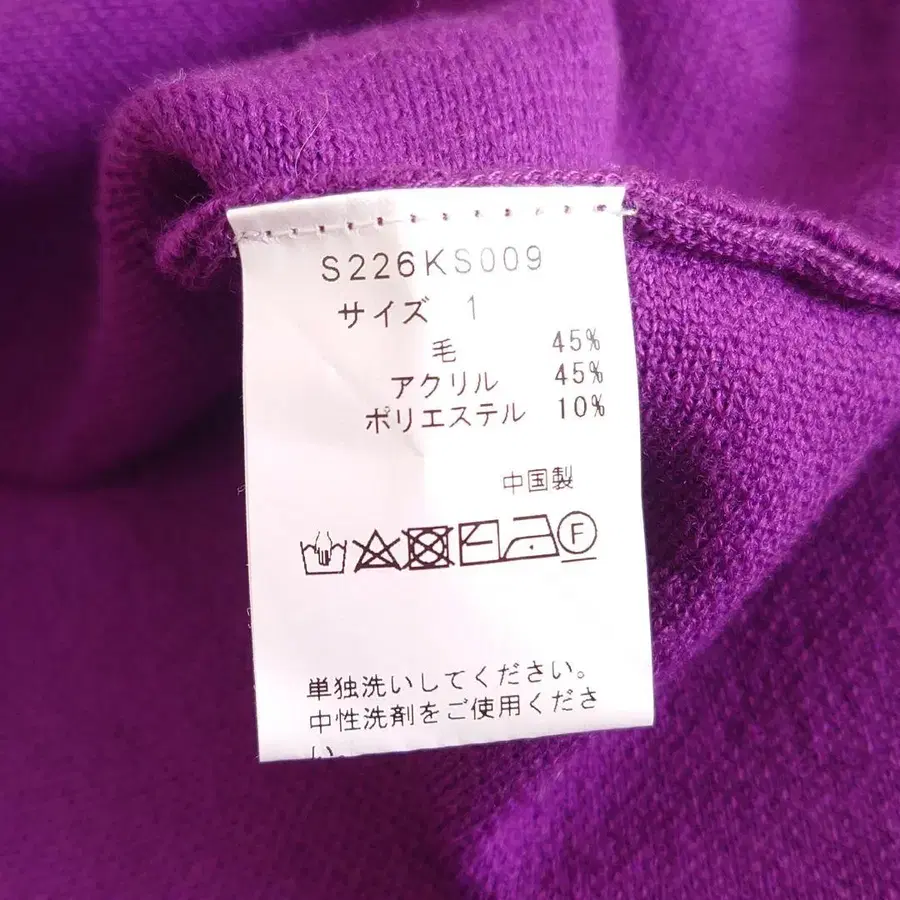 S226KS009
サイズ 1
毛 45%
アクリル 45%
ポリエステル 10%
中国製
F
単独洗いしてください。
中性洗剤をご使用くださ
い